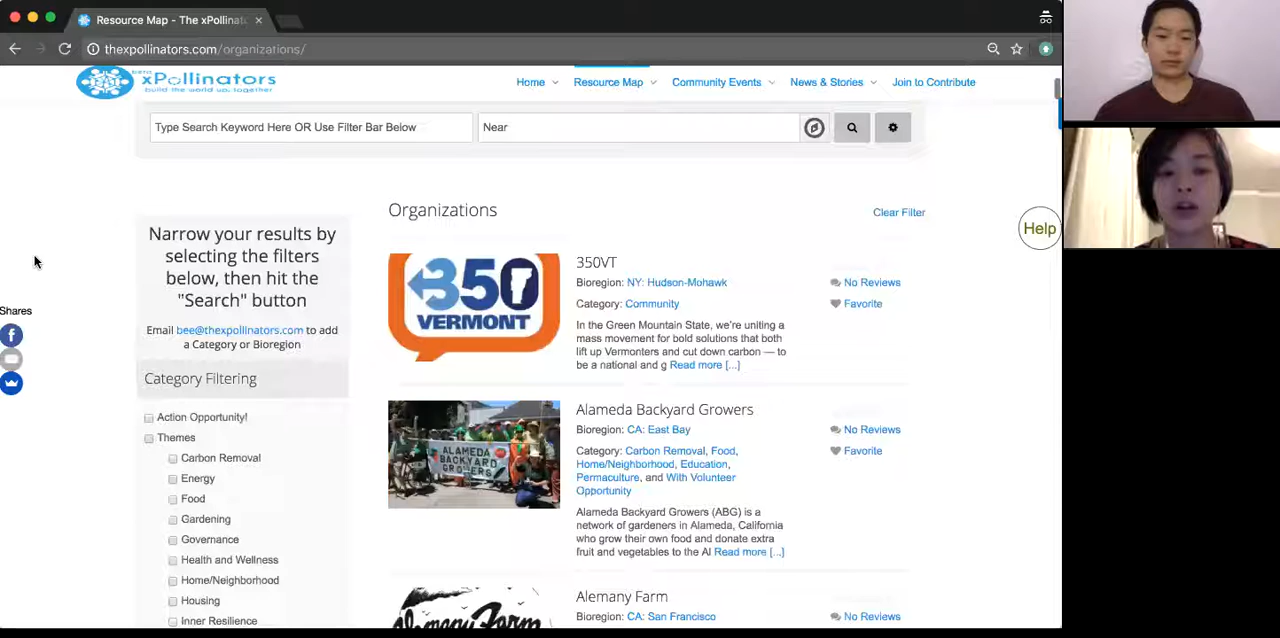 Resource Map - The xPollinat
thexpollinators.com/organizations/
xPollinators
build the world up, together
Home
Resource Map
Community Events
News & Stories
Join to Contribute
Type Search Keyword Here OR Use Filter Bar Below
Near
Organizations
Clear Filter
Help
Narrow your results by
selecting the filters
below, then hit the
"Search" button
Email bee@thexpollinators.com to add
a Category or Bioregion
Shares
Category Filtering
Action Opportunity!
Themes
Carbon Removal
Energy
Food
Gardening
Governance
Health and Wellness
Home/Neighborhood
Housing
Inner Resilience
350
VERMONT
350VT
Bioregion: NY: Hudson-Mohawk
Category: Community
In the Green Mountain State, we're uniting a
mass movement for bold solutions that both
lift up Vermonters and cut down carbon — to
be a national and g Read more [...]
No Reviews
Favorite
ALAMEDA
BACKYARD
GROWERS
Alameda Backyard Growers
Bioregion: CA: East Bay
Category: Carbon Removal, Food,
Home/Neighborhood, Education,
Permaculture, and With Volunteer
Opportunity
Alameda Backyard Growers (ABG) is a
network of gardeners in Alameda, California
who grow their own food and donate extra
fruit and vegetables to the Al Read more [...]
No Reviews
Favorite
Alemany Farm
Alemany Farm
Bioregion: CA: San Francisco
No Reviews